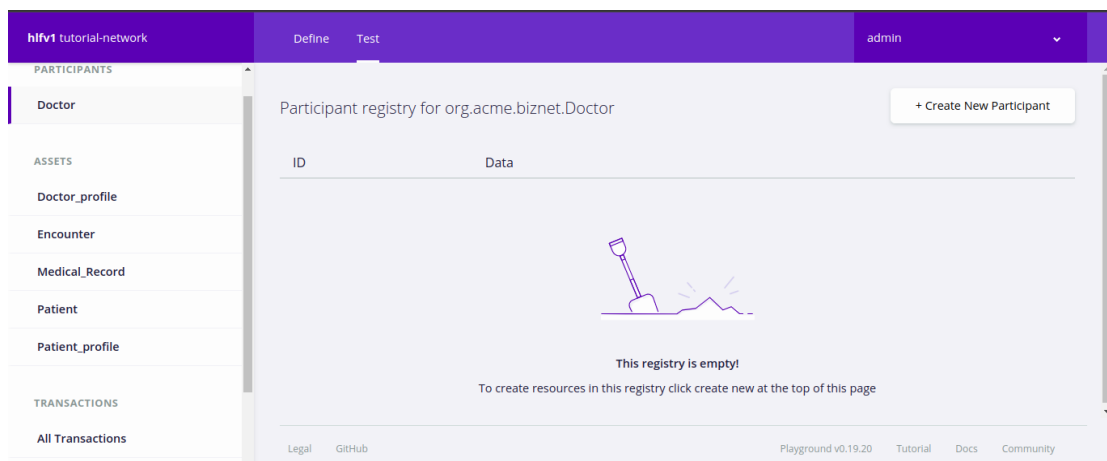 hlfv1 tutorial-network
Define Test
admin
PARTICIPANTS
Doctor
ASSETS
Doctor_profile
Encounter
Medical_Record
Patient
Patient_profile
TRANSACTIONS
All Transactions
Participant registry for org.acme.biznet.Doctor
+ Create New Participant
ID Data
This registry is empty!
To create resources in this registry click create new at the top of this page
Legal GitHub
Playground v0.19.20 Tutorial Docs Community